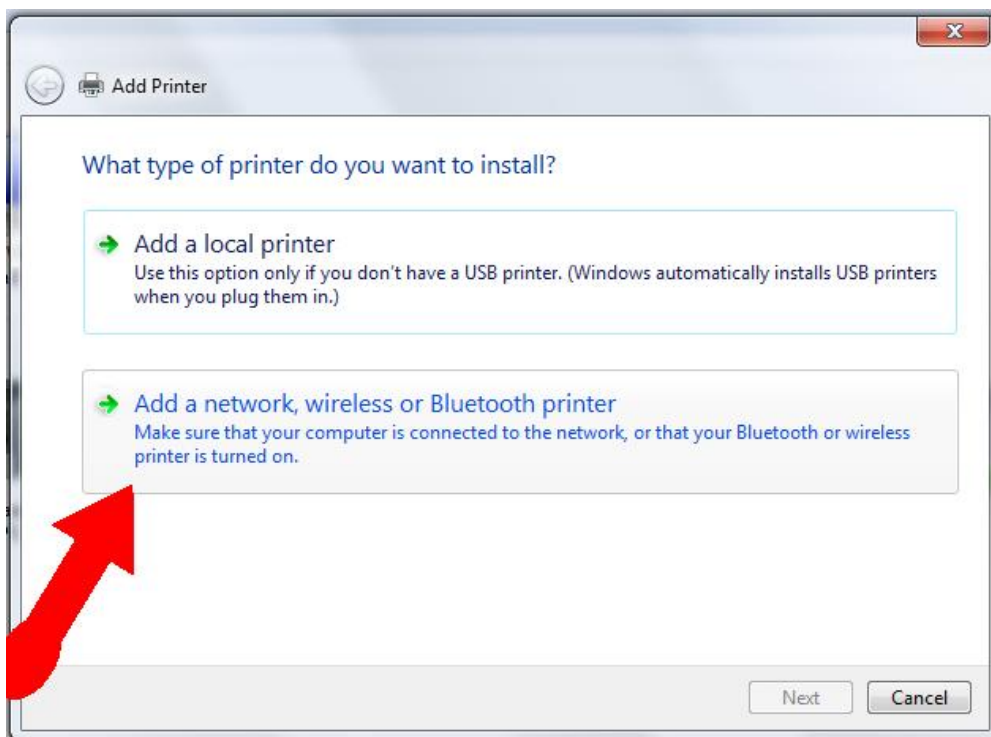 Add Printer
What type of printer do you want to install?
Add a local printer
Use this option only if you don't have a USB printer. (Windows automatically installs USB printers
when you plug them in.)
Add a network, wireless or Bluetooth printer
Make sure that your computer is connected to the network, or that your Bluetooth or wireless
printer is turned on.
Next Cancel